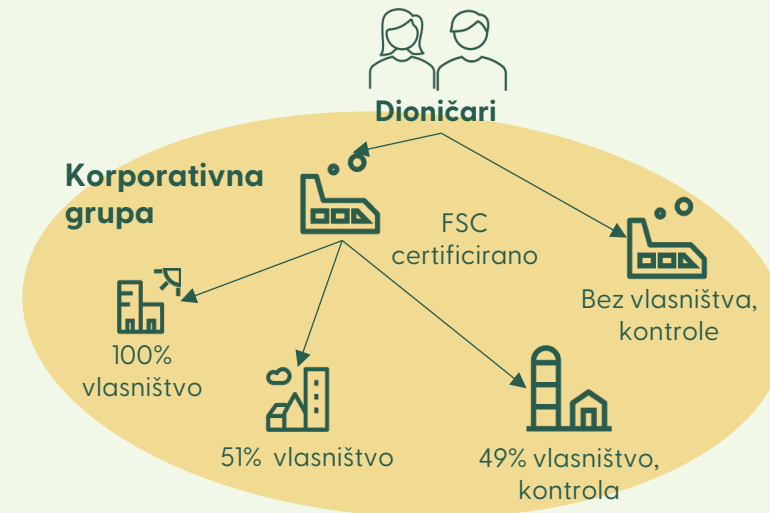 Dioničari
Korporativna
grupa
FSC
certificirano
Bez vlasništva,
kontrole
100%
vlasništvo
51% vlasništvo
49% vlasništvo,
kontrola